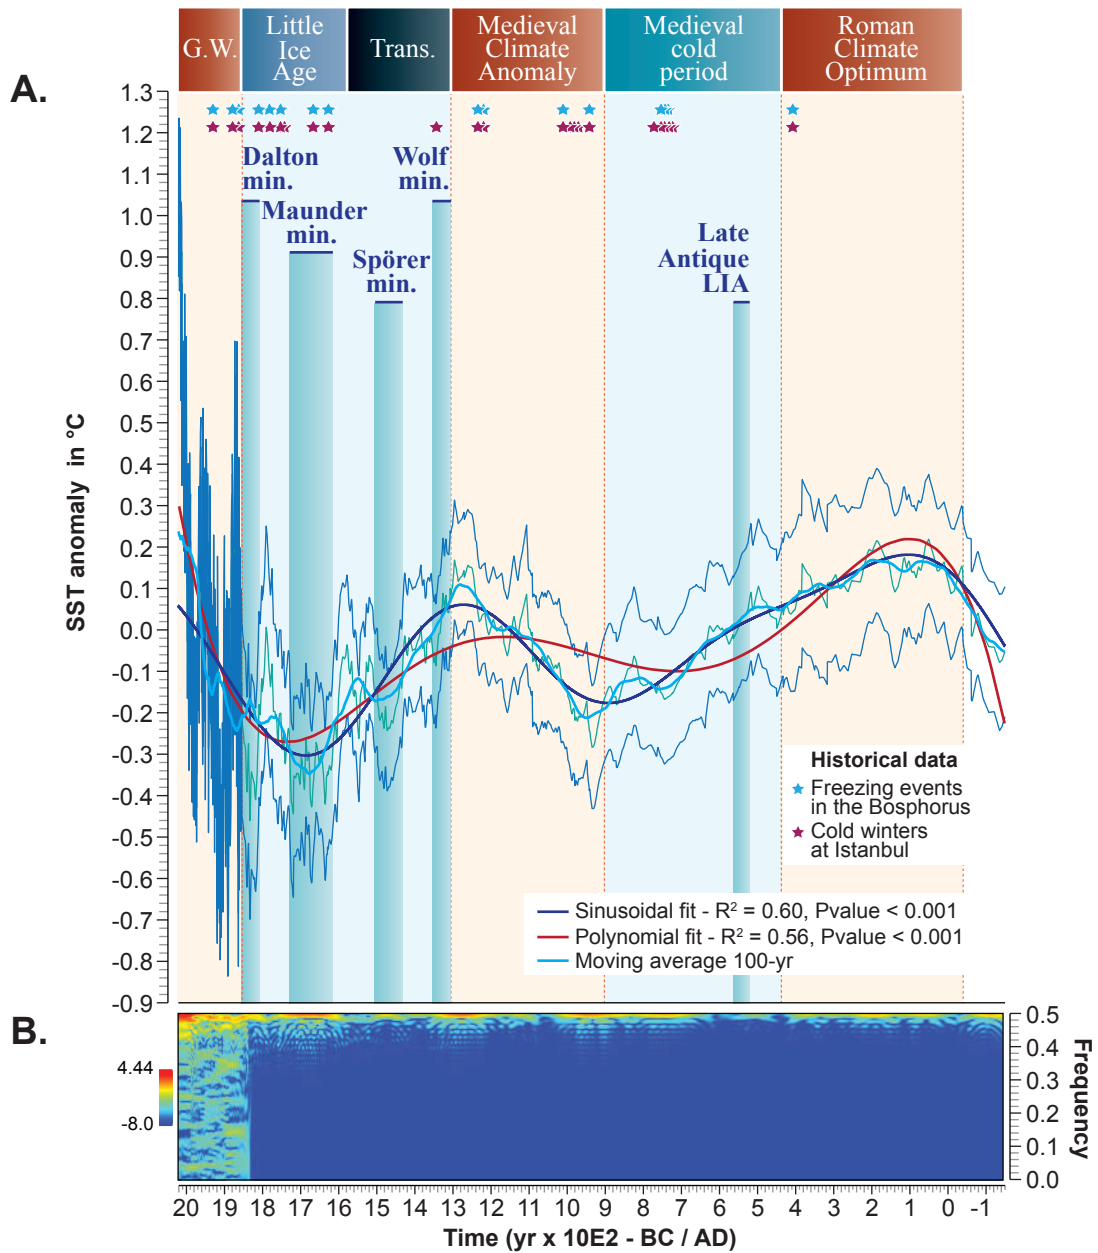 G.W.
Little
Ice
Age
Trans.
Medieval
Climate
Anomaly
Medieval
cold
period
Roman
Climate
Optimum
A.
1.3
1.2
1.1
1.0
0.9
0.8
0.7
0.6
0.5
0.4
0.3
0.2
0.1
0.0
-0.1
-0.2
-0.3
-0.4
-0.5
-0.6
-0.7
-0.8
-0.9
SST anomaly in °C
Dalton
min.
Maunder
min.
Spörer
min.
Wolf
min.
Late
Antique
LIA
Historical data
Freezing events
in the Bosphorus
Cold winters
at Istanbul
Sinusoidal fit - R² = 0.60, Pvalue < 0.001
Polynomial fit - R² = 0.56, Pvalue < 0.001
Moving average 100-yr
B.
4.44
-8.0
0.5
0.4
0.3
0.2
0.1
0.0
Frequency
20 19 18 17 16 15 14 13 12 11 10 9 8 7 6 5 4 3 2 1 0 -1
Time (yr x 10E2 - BC / AD)